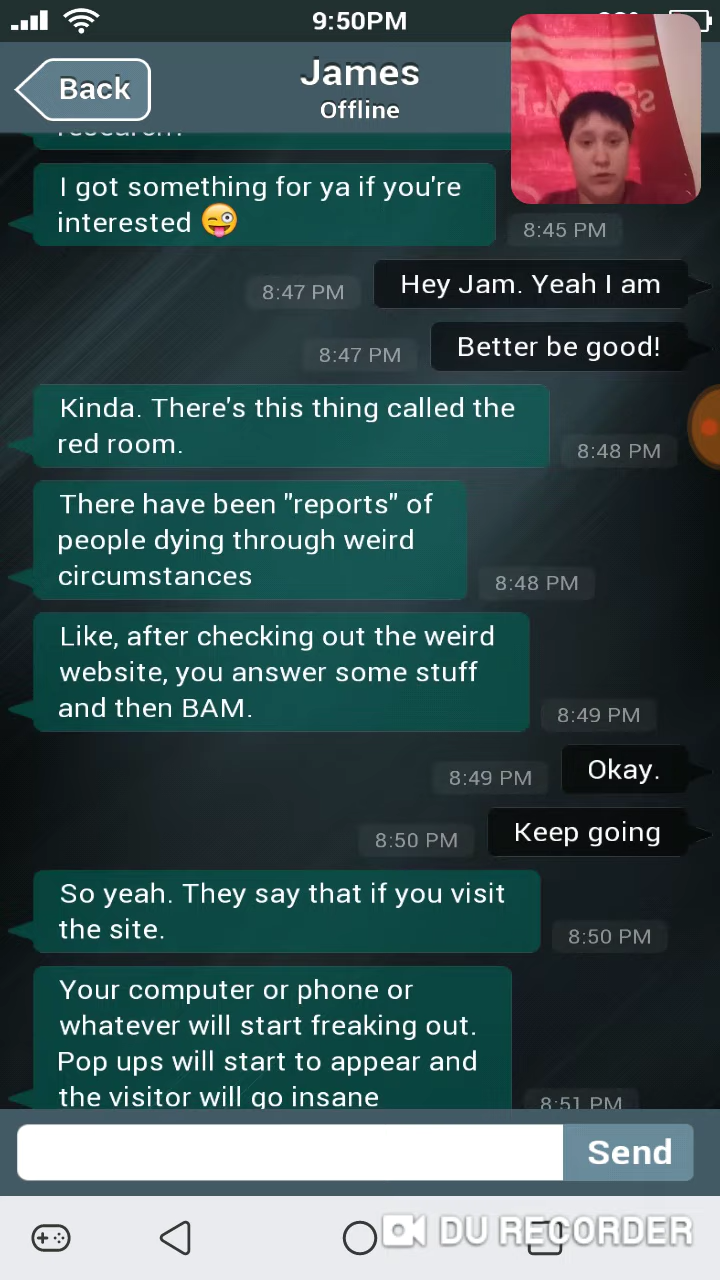 9:50PM
Back
James
Offline
I got something for ya if you're
interested 😜
8:45 PM
8:47 PM
Hey Jam. Yeah I am
8:47 PM
Better be good!
Kinda. There's this thing called the
red room.
8:48 PM
There have been "reports" of
people dying through weird
circumstances
8:48 PM
Like, after checking out the weird
website, you answer some stuff
and then BAM.
8:49 PM
8:49 PM
Okay.
8:50 PM
Keep going
So yeah. They say that if you visit
the site.
8:50 PM
Your computer or phone or
whatever will start freaking out.
Pop ups will start to appear and
the visitor will go insane
8:51 PM
Send
DU RECORDER